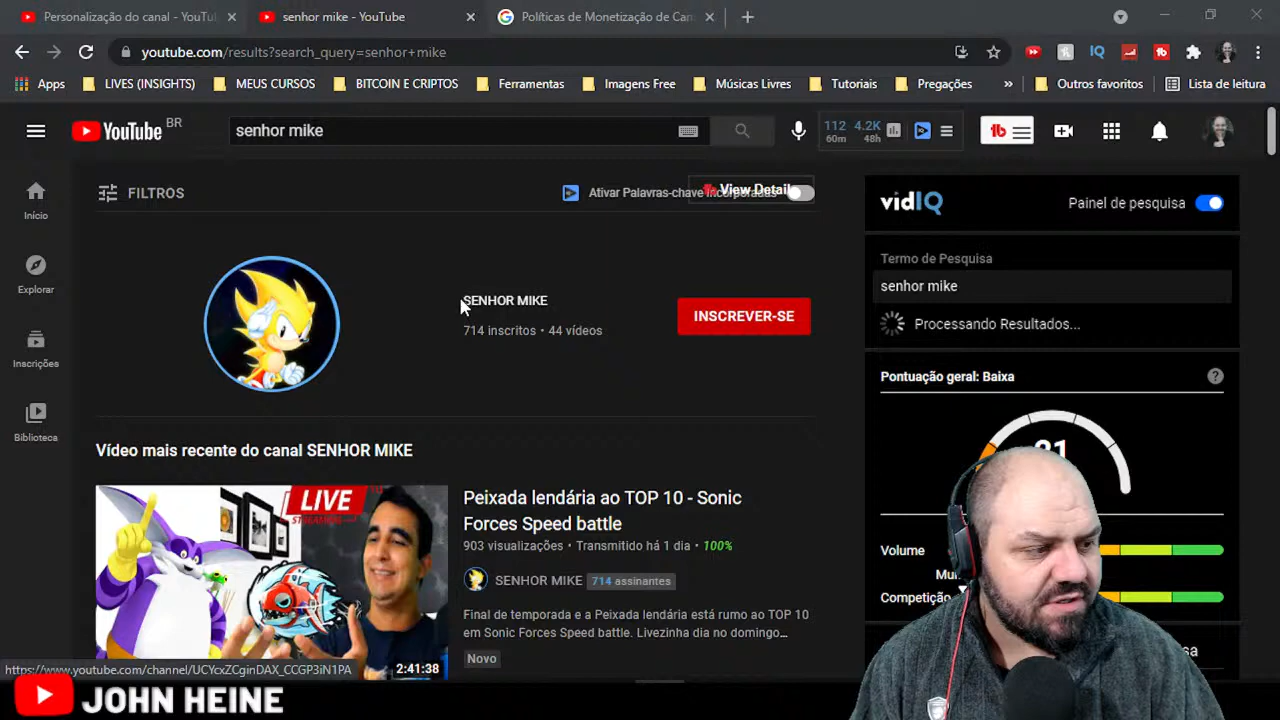 Personalização do canal - YouTu
senhor mike - YouTube
Políticas de Monetização de Can
youtube.com/results?search_query=senhor+mike
Apps
LIVES (INSIGHTS)
MEUS CURSOS
BITCOIN E CRIPTOS
Ferramentas
Imagens Free
Músicas Livres
Tutoriais
Pregações
»
Outros favoritos
Lista de leitura
YouTube BR
senhor mike
112 4.2K
60m 48h
Início
Explorar
Inscrições
Biblioteca
FILTROS
Ativar Palavras-chave Incorporadas
View Detail
SENHOR MIKE
714 inscritos • 44 vídeos
INSCREVER-SE
Vídeo mais recente do canal SENHOR MIKE
LIVE
STREAMING
2:41:38
Peixada lendária ao TOP 10 - Sonic
Forces Speed battle
903 visualizações • Transmitido há 1 dia • 100%
SENHOR MIKE 714 assinantes
Final de temporada e a Peixada lendária está rumo ao TOP 10
em Sonic Forces Speed battle. Livezinha dia no domingo...
Novo
vidIQ
Painel de pesquisa
Termo de Pesquisa
senhor mike
Processando Resultados...
Pontuação geral: Baixa
?
Volume
Competição
https://www.youtube.com/channel/UCYcxZCginDAX_CCGP3iN1PA
JOHN HEINE